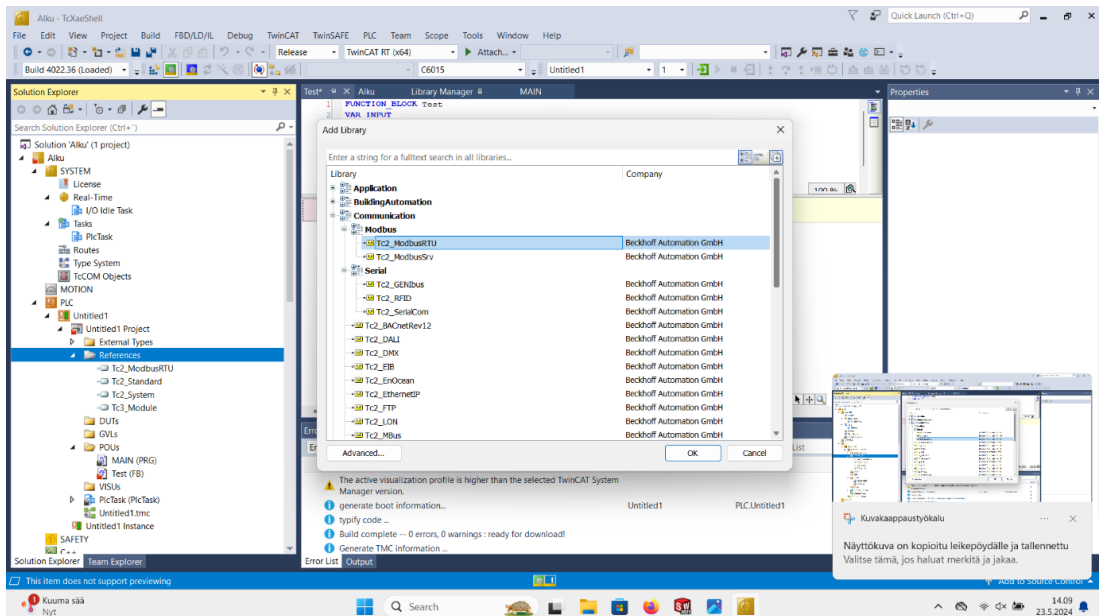 Alku - TcXaeShell
Quick Launch (Ctrl+Q)
File Edit View Project Build FBD/LD/IL Debug TwinCAT TwinSAFE PLC Team Scope Tools Window Help
Release TwinCAT RT (x64) Attach...
Build 4022.36 (Loaded) C6015 Untitled1 1
Solution Explorer
Search Solution Explorer (Ctrl+¨)
Solution 'Alku' (1 project)
Alku
SYSTEM
License
Real-Time
I/O Idle Task
Tasks
PlcTask
Routes
Type System
TcCOM Objects
MOTION
PLC
Untitled1
Untitled1 Project
External Types
References
Tc2_ModbusRTU
Tc2_Standard
Tc2_System
Tc3_Module
DUTs
GVLs
POUs
MAIN (PRG)
Test (FB)
VISUs
PlcTask (PlcTask)
Untitled1.tmc
Untitled1 Instance
SAFETY
C++
Solution Explorer Team Explorer
Test* Alku Library Manager MAIN
1 FUNCTION_BLOCK Test
2 VAR_INPUT
100 %
Add Library
Enter a string for a fulltext search in all libraries...
Library Company
Application
BuildingAutomation
Communication
Modbus
Tc2_ModbusRTU Beckhoff Automation GmbH
Tc2_ModbusSrv Beckhoff Automation GmbH
Serial
Tc2_GENIbus Beckhoff Automation GmbH
Tc2_RFID Beckhoff Automation GmbH
Tc2_SerialCom Beckhoff Automation GmbH
Tc2_BACnetRev12 Beckhoff Automation GmbH
Tc2_DALI Beckhoff Automation GmbH
Tc2_DMX Beckhoff Automation GmbH
Tc2_EIB Beckhoff Automation GmbH
Tc2_EnOcean Beckhoff Automation GmbH
Tc2_EthernetIP Beckhoff Automation GmbH
Tc2_FTP Beckhoff Automation GmbH
Tc2_LON Beckhoff Automation GmbH
Tc2_MBus Beckhoff Automation GmbH
Advanced... OK Cancel
The active visualization profile is higher than the selected TwinCAT System
Manager version.
generate boot information... Untitled1 PLC.Untitled1
typify code ...
Build complete -- 0 errors, 0 warnings : ready for download!
Generate TMC information ...
Error List Output
Properties
Kuvakaappaustyökalu
Näyttökuva on kopioitu leikepöydälle ja tallennettu
Valitse tämä, jos haluat merkitä ja jakaa.
This item does not support previewing
1
Add to Source Control
Kuuma sää
Nyt
Search
14.09
23.5.2024